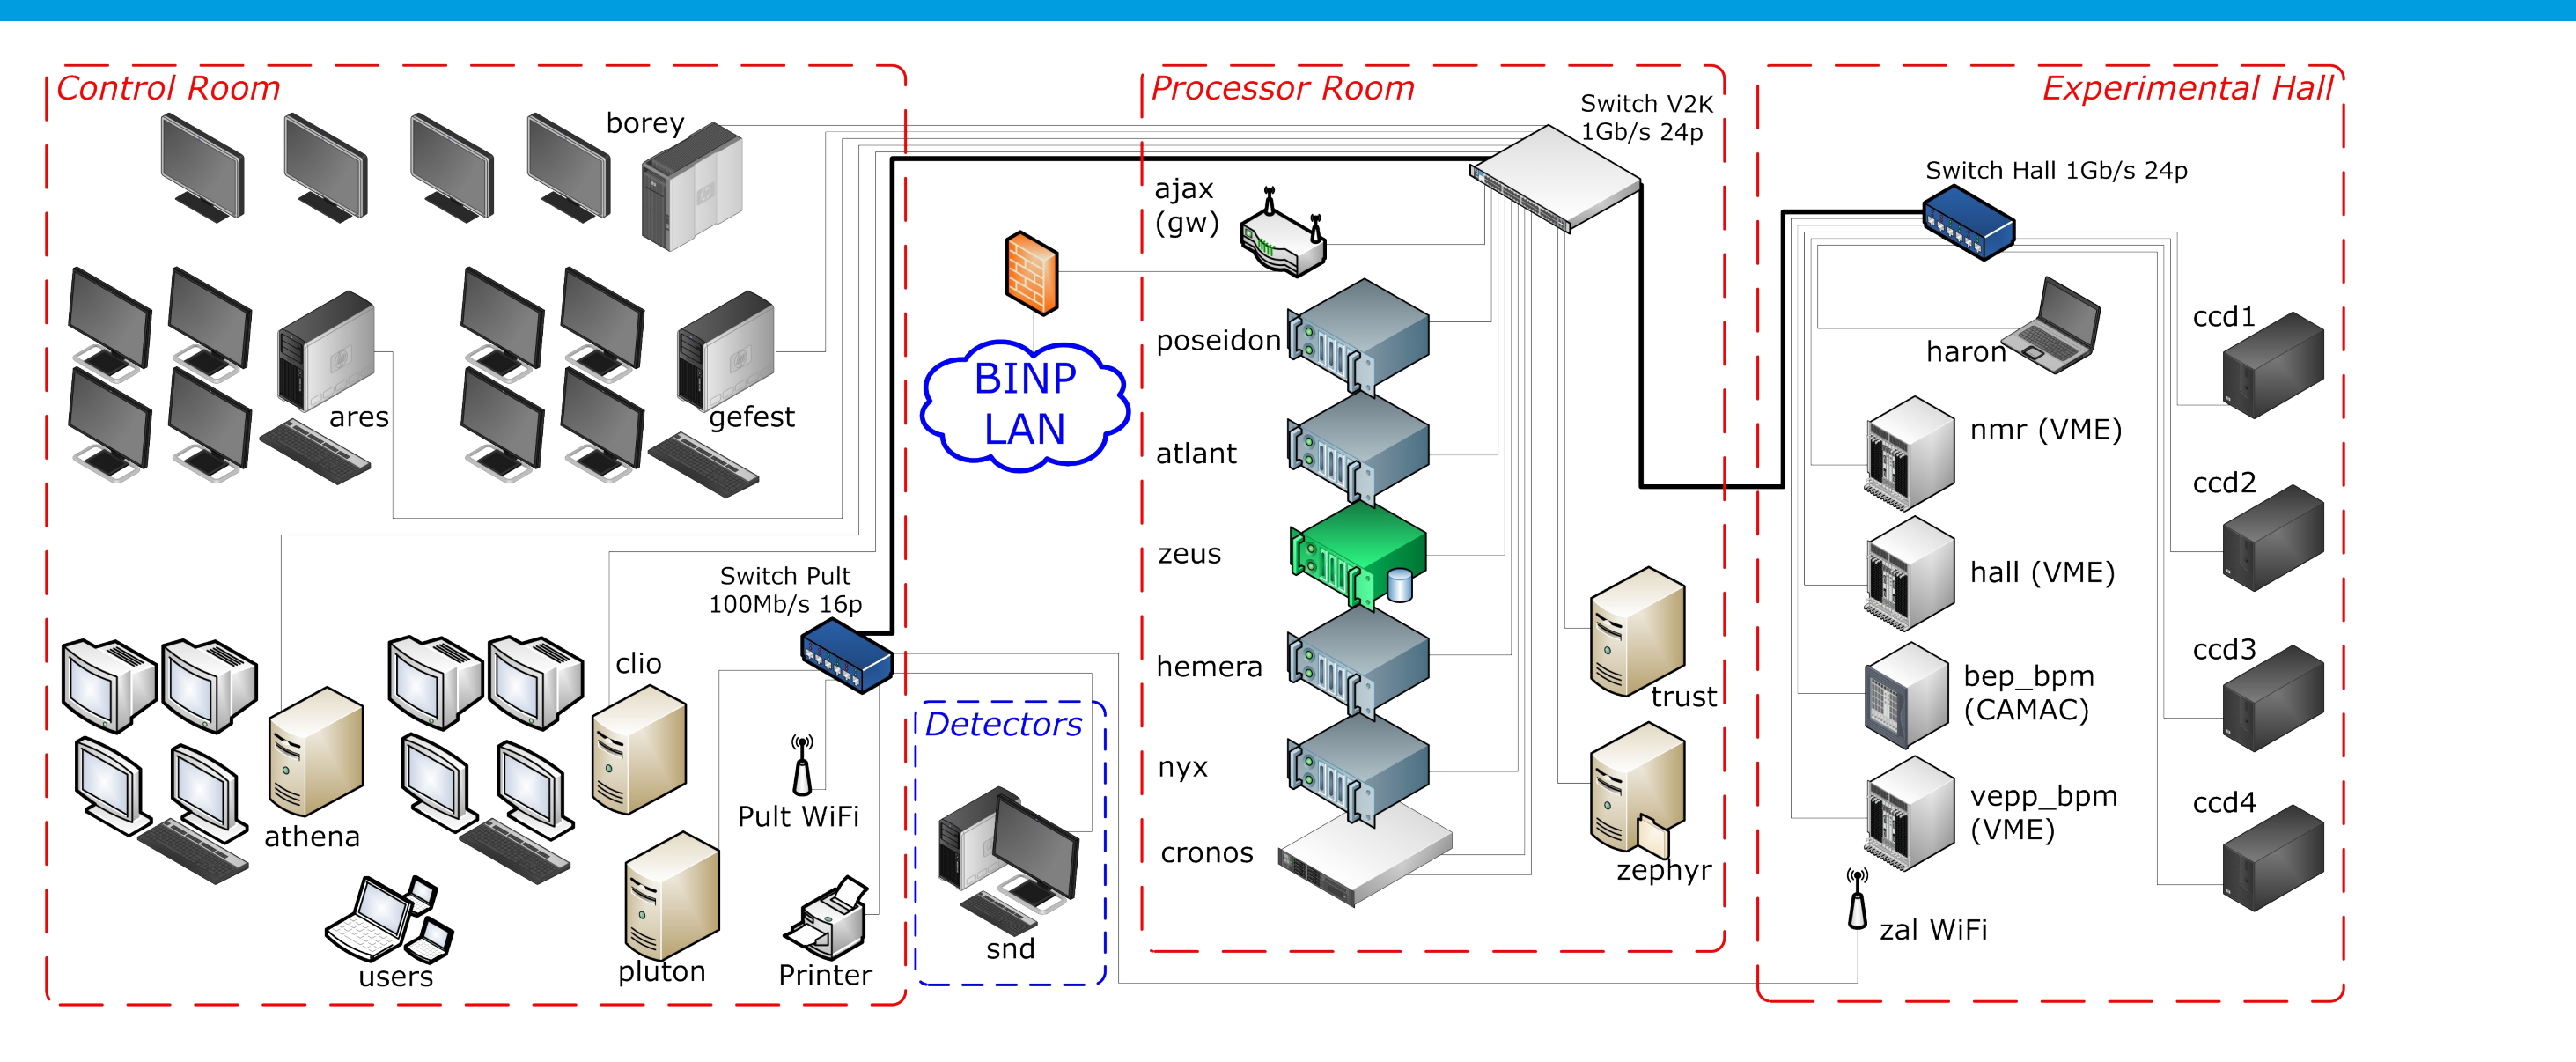 Control Room
borey
ares
gefest
Switch Pult
100Mb/s 16p
clio
athena
Pult WiFi
users
pluton
Printer
BINP
LAN
Detectors
snd
Processor Room
Switch V2K
1Gb/s 24p
ajax
(gw)
poseidon
atlant
zeus
hemera
nyx
cronos
trust
zephyr
Experimental Hall
Switch Hall 1Gb/s 24p
haron
nmr (VME)
hall (VME)
bep_bpm
(CAMAC)
vepp_bpm
(VME)
zal WiFi
ccd1
ccd2
ccd3
ccd4